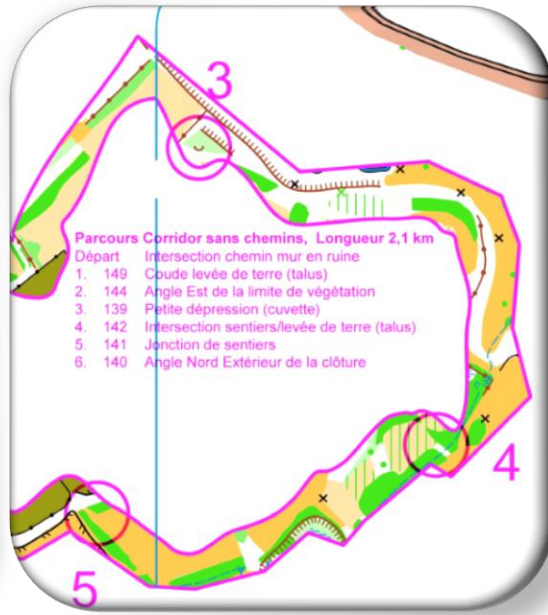 3
Parcours Corridor sans chemins, Longueur 2,1 km
Départ Intersection chemin mur en ruine
1. 149 Coude levée de terre (talus)
2. 144 Angle Est de la limite de végétation
3. 139 Petite dépression (cuvette)
4. 142 Intersection sentiers/levée de terre (talus)
5. 141 Jonction de sentiers
6. 140 Angle Nord Extérieur de la clôture
4
5